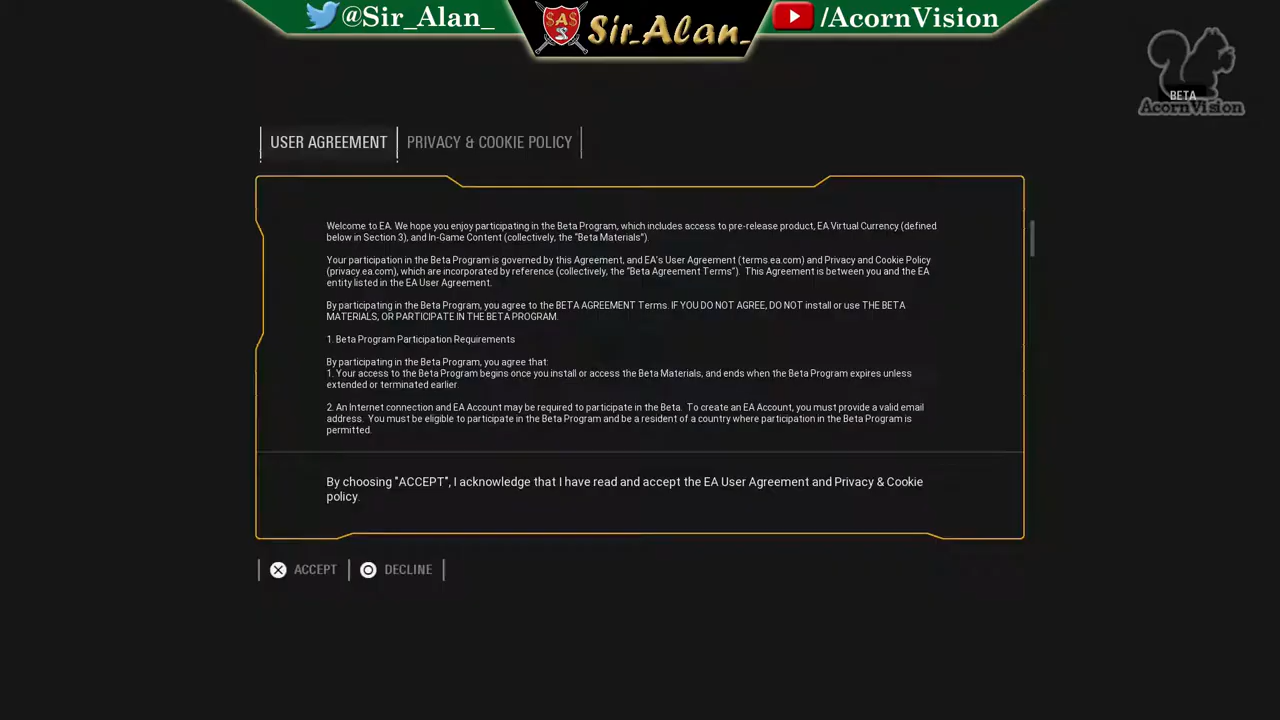 @Sir_Alan_
SAS
Sir_Alan_
/AcornVision
BETA
AcornVision
USER AGREEMENT
PRIVACY & COOKIE POLICY
Welcome to EA. We hope you enjoy participating in the Beta Program, which includes access to pre-release product, EA Virtual Currency (defined
below in Section 3), and In-Game Content (collectively, the "Beta Materials").
Your participation in the Beta Program is governed by this Agreement, and EA's User Agreement (terms.ea.com) and Privacy and Cookie Policy
(privacy.ea.com), which are incorporated by reference (collectively, the "Beta Agreement Terms"). This Agreement is between you and the EA
entity listed in the EA User Agreement.
By participating in the Beta Program, you agree to the BETA AGREEMENT Terms. IF YOU DO NOT AGREE, DO NOT install or use THE BETA
MATERIALS, OR PARTICIPATE IN THE BETA PROGRAM.
1. Beta Program Participation Requirements
By participating in the Beta Program, you agree that:
1. Your access to the Beta Program begins once you install or access the Beta Materials, and ends when the Beta Program expires unless
extended or terminated earlier
2. An Internet connection and EA Account may be required to participate in the Beta. To create an EA Account, you must provide a valid email
address. You must be eligible to participate in the Beta Program and be a resident of a country where participation in the Beta Program is
permitted.
By choosing "ACCEPT", I acknowledge that I have read and accept the EA User Agreement and Privacy & Cookie
policy.
ACCEPT
DECLINE